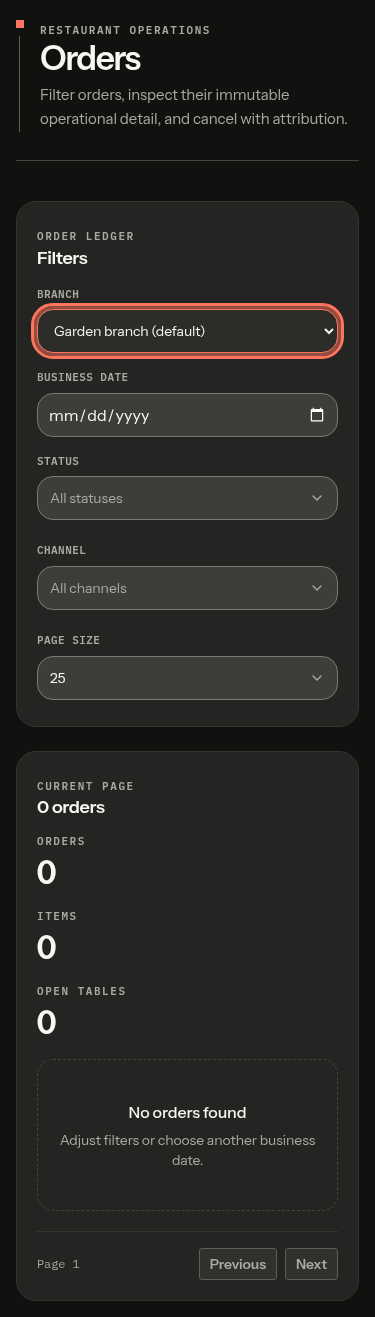 RESTAURANT OPERATIONS
Orders
Filter orders, inspect their immutable
operational detail, and cancel with attribution.
ORDER LEDGER
Filters
BRANCH
Garden branch (default)
BUSINESS DATE
mm/dd/yyyy
STATUS
All statuses
CHANNEL
All channels
PAGE SIZE
25
CURRENT PAGE
0 orders
ORDERS
0
ITEMS
0
OPEN TABLES
0
No orders found
Adjust filters or choose another business
date.
Page 1
Previous
Next